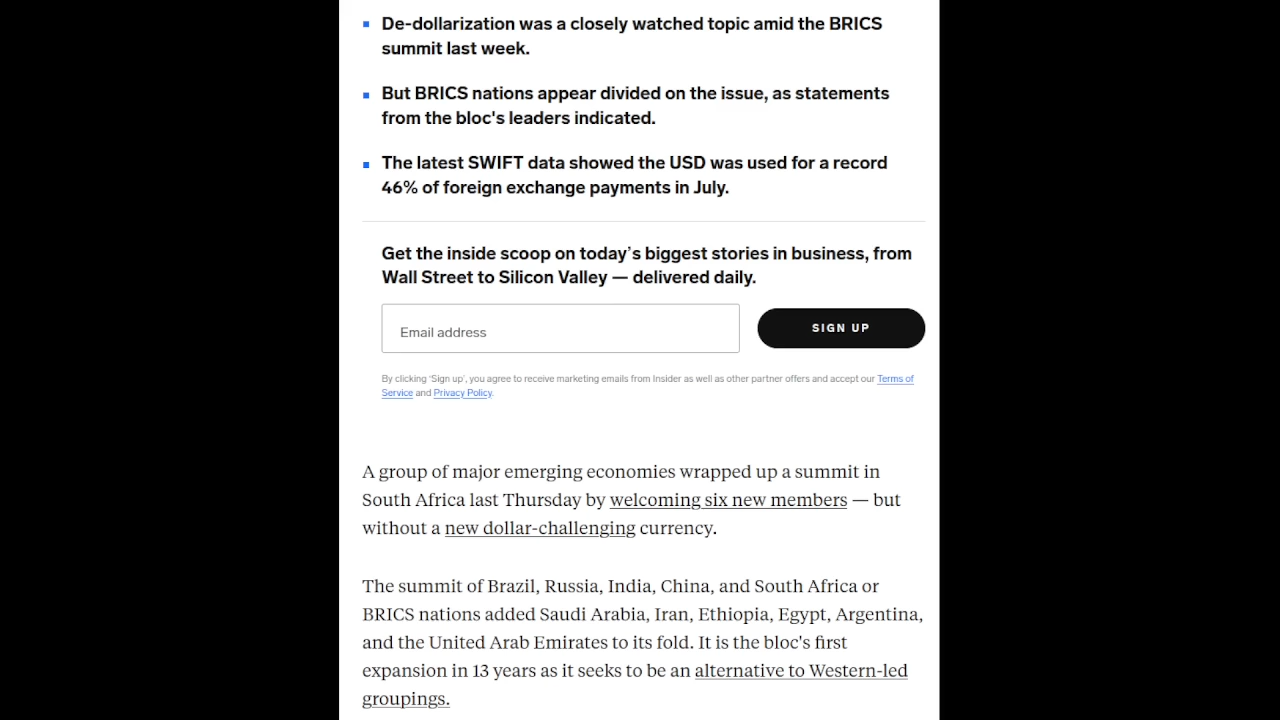 De-dollarization was a closely watched topic amid the BRICS
summit last week.
But BRICS nations appear divided on the issue, as statements
from the bloc's leaders indicated.
The latest SWIFT data showed the USD was used for a record
46% of foreign exchange payments in July.
Get the inside scoop on today’s biggest stories in business, from
Wall Street to Silicon Valley — delivered daily.
Email address
SIGN UP
By clicking ‘Sign up’, you agree to receive marketing emails from Insider as well as other partner offers and accept our Terms of
Service and Privacy Policy.
A group of major emerging economies wrapped up a summit in
South Africa last Thursday by welcoming six new members — but
without a new dollar-challenging currency.
The summit of Brazil, Russia, India, China, and South Africa or
BRICS nations added Saudi Arabia, Iran, Ethiopia, Egypt, Argentina,
and the United Arab Emirates to its fold. It is the bloc's first
expansion in 13 years as it seeks to be an alternative to Western-led
groupings.